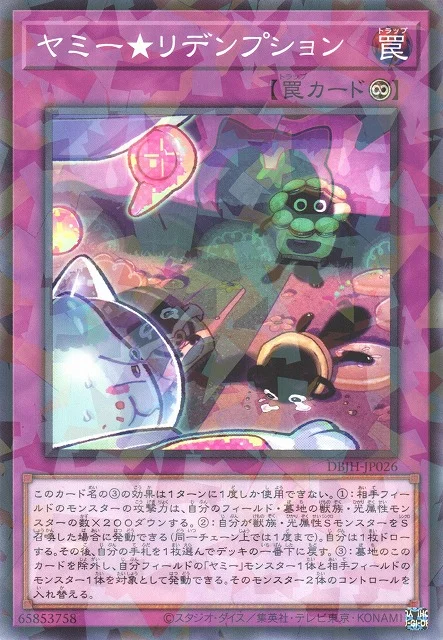 ヤミー★リデンプション
トラップ
罠
トラップ
【罠カード】
DBJH-JP026
このカード名の③の効果は1ターンに1度しか使用できない。①:相手フィー
ルドのモンスターの攻撃力は、自分のフィールド・墓地の獣族・光属性モン
スターの数×200ダウンする。②:自分が獣族・光属性SモンスターをS
召喚した場合に発動できる(同一チェーン上では1度まで)。自分は1枚ドロー
する。その後、自分の手札を1枚選んでデッキの一番下に戻す。③:墓地のこ
のカードを除外し、自分フィールドの「ヤミー」モンスター1体と相手フィールドの
モンスター1体を対象として発動できる。そのモンスター2体のコントロールを
入れ替える。
65853758
©スタジオ・ダイス/集英社・テレビ東京・KONAMI